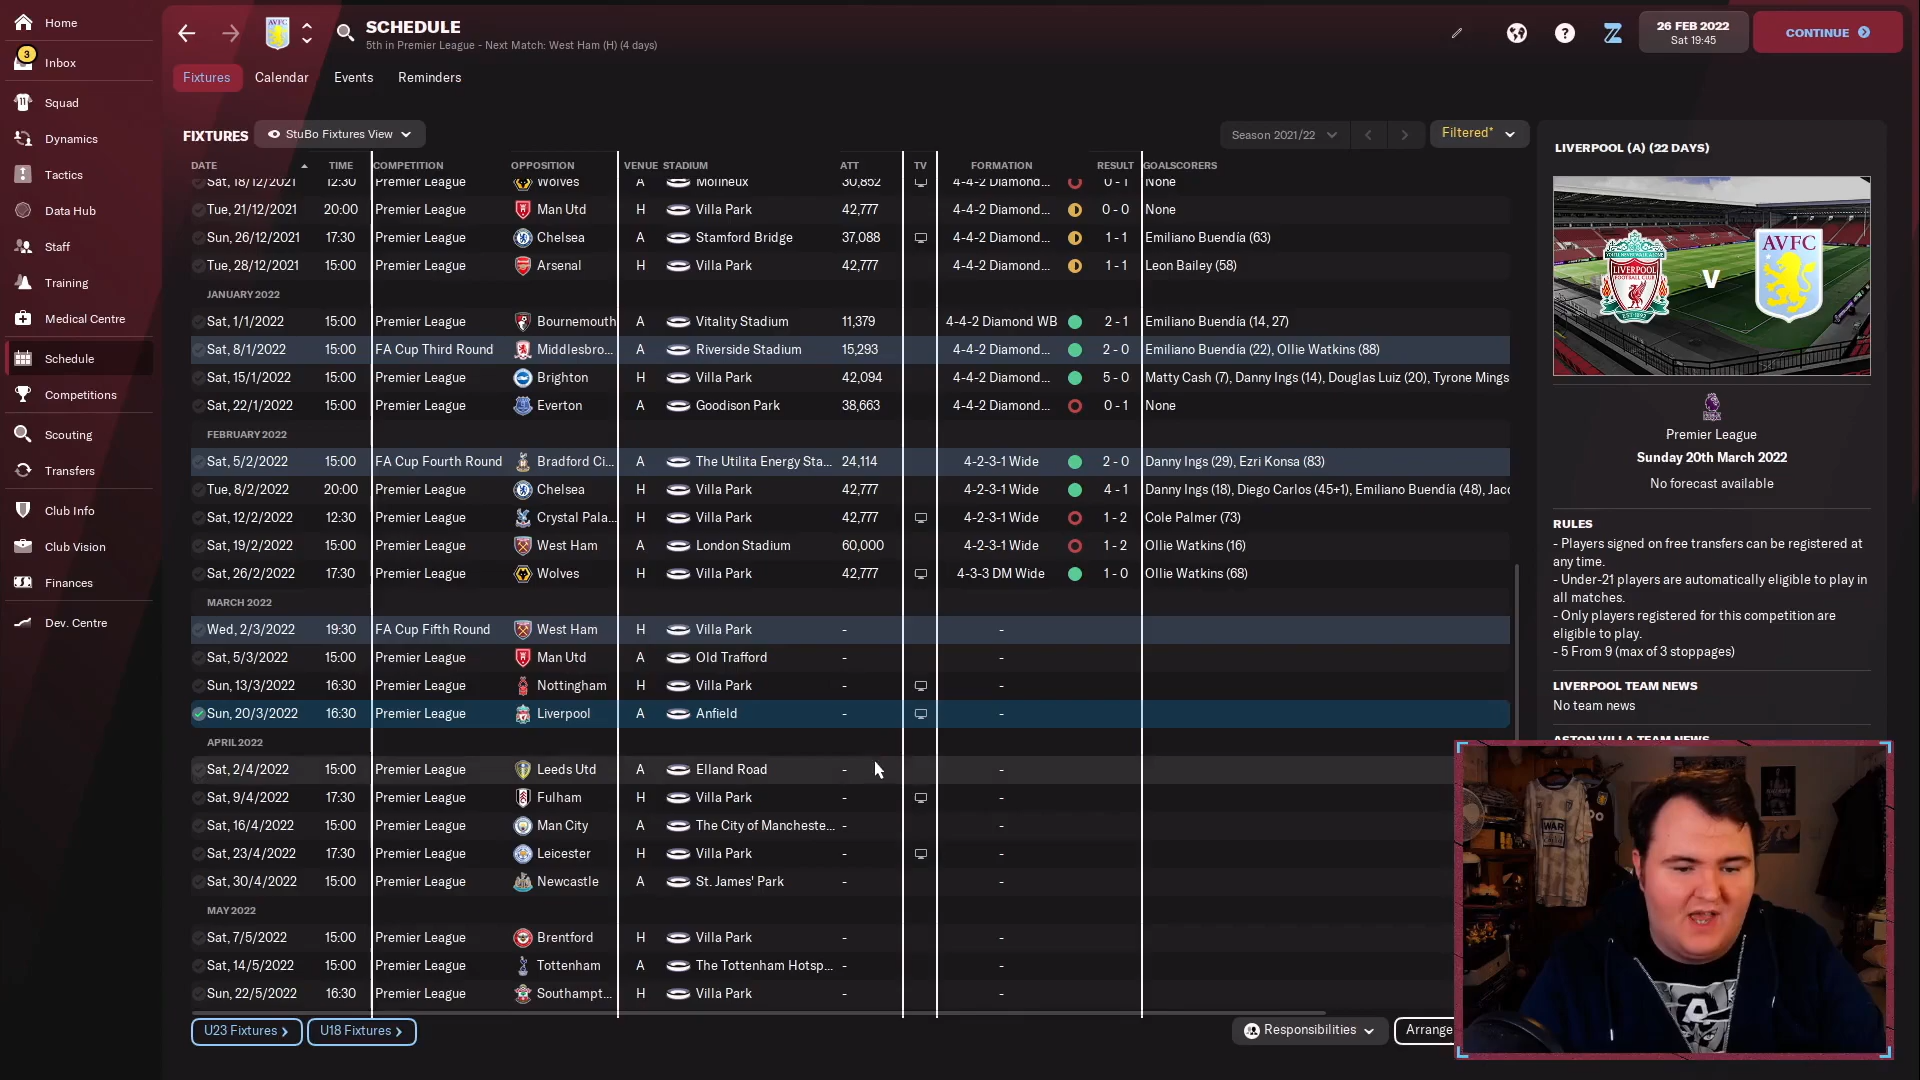 Home
3
Inbox
Squad
Dynamics
Tactics
Data Hub
Staff
Training
Medical Centre
Schedule
Competitions
Scouting
Transfers
Club Info
Club Vision
Finances
Dev. Centre
AVFC
SCHEDULE
5th in Premier League - Next Match: West Ham (H) (4 days)
26 FEB 2022
Sat 19:45
CONTINUE
Fixtures Calendar Events Reminders
FIXTURES StuBo Fixtures View Season 2021/22 Filtered*
DATE TIME COMPETITION OPPOSITION VENUE STADIUM ATT TV FORMATION RESULT GOALSCORERS
Sat, 18/12/2021 12:30 Premier League Wolves A Molineux 30,852 4-4-2 Diamond... 0 - 1 None
Tue, 21/12/2021 20:00 Premier League Man Utd H Villa Park 42,777 4-4-2 Diamond... 0 - 0 None
Sun, 26/12/2021 17:30 Premier League Chelsea A Stamford Bridge 37,088 4-4-2 Diamond... 1 - 1 Emiliano Buendía (63)
Tue, 28/12/2021 15:00 Premier League Arsenal H Villa Park 42,777 4-4-2 Diamond... 1 - 1 Leon Bailey (58)
JANUARY 2022
Sat, 1/1/2022 15:00 Premier League Bournemouth A Vitality Stadium 11,379 4-4-2 Diamond WB 2 - 1 Emiliano Buendía (14, 27)
Sat, 8/1/2022 15:00 FA Cup Third Round Middlesbro... A Riverside Stadium 15,293 4-4-2 Diamond... 2 - 0 Emiliano Buendía (22), Ollie Watkins (88)
Sat, 15/1/2022 15:00 Premier League Brighton H Villa Park 42,094 4-4-2 Diamond... 5 - 0 Matty Cash (7), Danny Ings (14), Douglas Luiz (20), Tyrone Mings
Sat, 22/1/2022 15:00 Premier League Everton A Goodison Park 38,663 4-4-2 Diamond... 0 - 1 None
FEBRUARY 2022
Sat, 5/2/2022 15:00 FA Cup Fourth Round Bradford Ci... A The Utilita Energy Sta... 24,114 4-2-3-1 Wide 2 - 0 Danny Ings (29), Ezri Konsa (83)
Tue, 8/2/2022 20:00 Premier League Chelsea H Villa Park 42,777 4-2-3-1 Wide 4 - 1 Danny Ings (18), Diego Carlos (45+1), Emiliano Buendía (48), Jacc
Sat, 12/2/2022 12:30 Premier League Crystal Pala... H Villa Park 42,777 4-2-3-1 Wide 1 - 2 Cole Palmer (73)
Sat, 19/2/2022 15:00 Premier League West Ham A London Stadium 60,000 4-2-3-1 Wide 1 - 2 Ollie Watkins (16)
Sat, 26/2/2022 17:30 Premier League Wolves H Villa Park 42,777 4-3-3 DM Wide 1 - 0 Ollie Watkins (68)
MARCH 2022
Wed, 2/3/2022 19:30 FA Cup Fifth Round West Ham H Villa Park - -
Sat, 5/3/2022 15:00 Premier League Man Utd A Old Trafford - -
Sun, 13/3/2022 16:30 Premier League Nottingham H Villa Park - -
Sun, 20/3/2022 16:30 Premier League Liverpool A Anfield - -
APRIL 2022
Sat, 2/4/2022 15:00 Premier League Leeds Utd A Elland Road - -
Sat, 9/4/2022 17:30 Premier League Fulham H Villa Park - -
Sat, 16/4/2022 15:00 Premier League Man City A The City of Mancheste... - -
Sat, 23/4/2022 17:30 Premier League Leicester H Villa Park - -
Sat, 30/4/2022 15:00 Premier League Newcastle A St. James' Park - -
MAY 2022
Sat, 7/5/2022 15:00 Premier League Brentford H Villa Park - -
Sat, 14/5/2022 15:00 Premier League Tottenham A The Tottenham Hotsp... - -
Sun, 22/5/2022 16:30 Premier League Southampt... H Villa Park - -
U23 Fixtures U18 Fixtures Responsibilities Arrange
LIVERPOOL (A) (22 DAYS)
LIVERPOOL
FOOTBALL CLUB
V
AVFC
Premier League
Sunday 20th March 2022
No forecast available
RULES
- Players signed on free transfers can be registered at
any time.
- Under-21 players are automatically eligible to play in
all matches.
- Only players registered for this competition are
eligible to play.
- 5 From 9 (max of 3 stoppages)
LIVERPOOL TEAM NEWS
No team news
ASTON VILLA TEAM NEWS
WAR